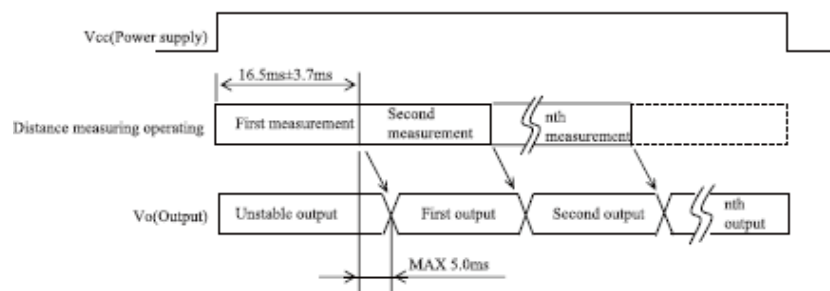 Vcc(Power supply)
16.5ms±3.7ms
Distance measuring operating
First measurement
Second
measurement
nth
measurement
Vo(Output)
Unstable output
First output
Second output
nth
output
MAX 5.0ms